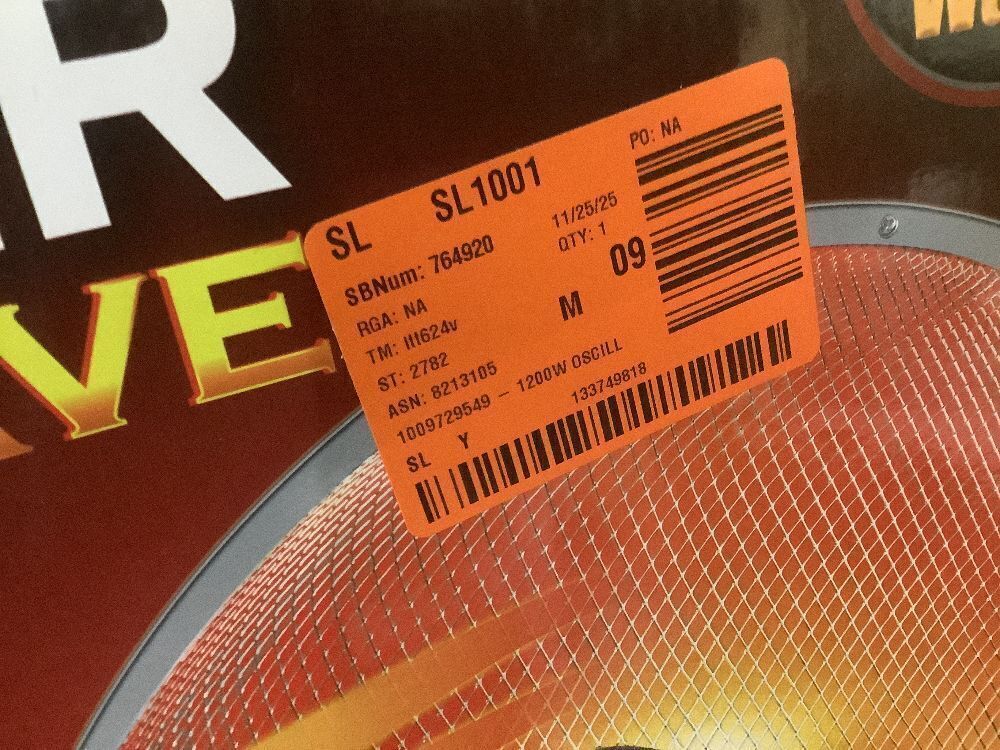 R
VE
SL SL1001
PO: NA
SBNum: 764920 11/25/25
RGA: NA QTY: 1
09
TM: ltl624v M
ST: 2782
ASN: 8213105
1009729549 - 1200W OSCILL
SL Y 133749818